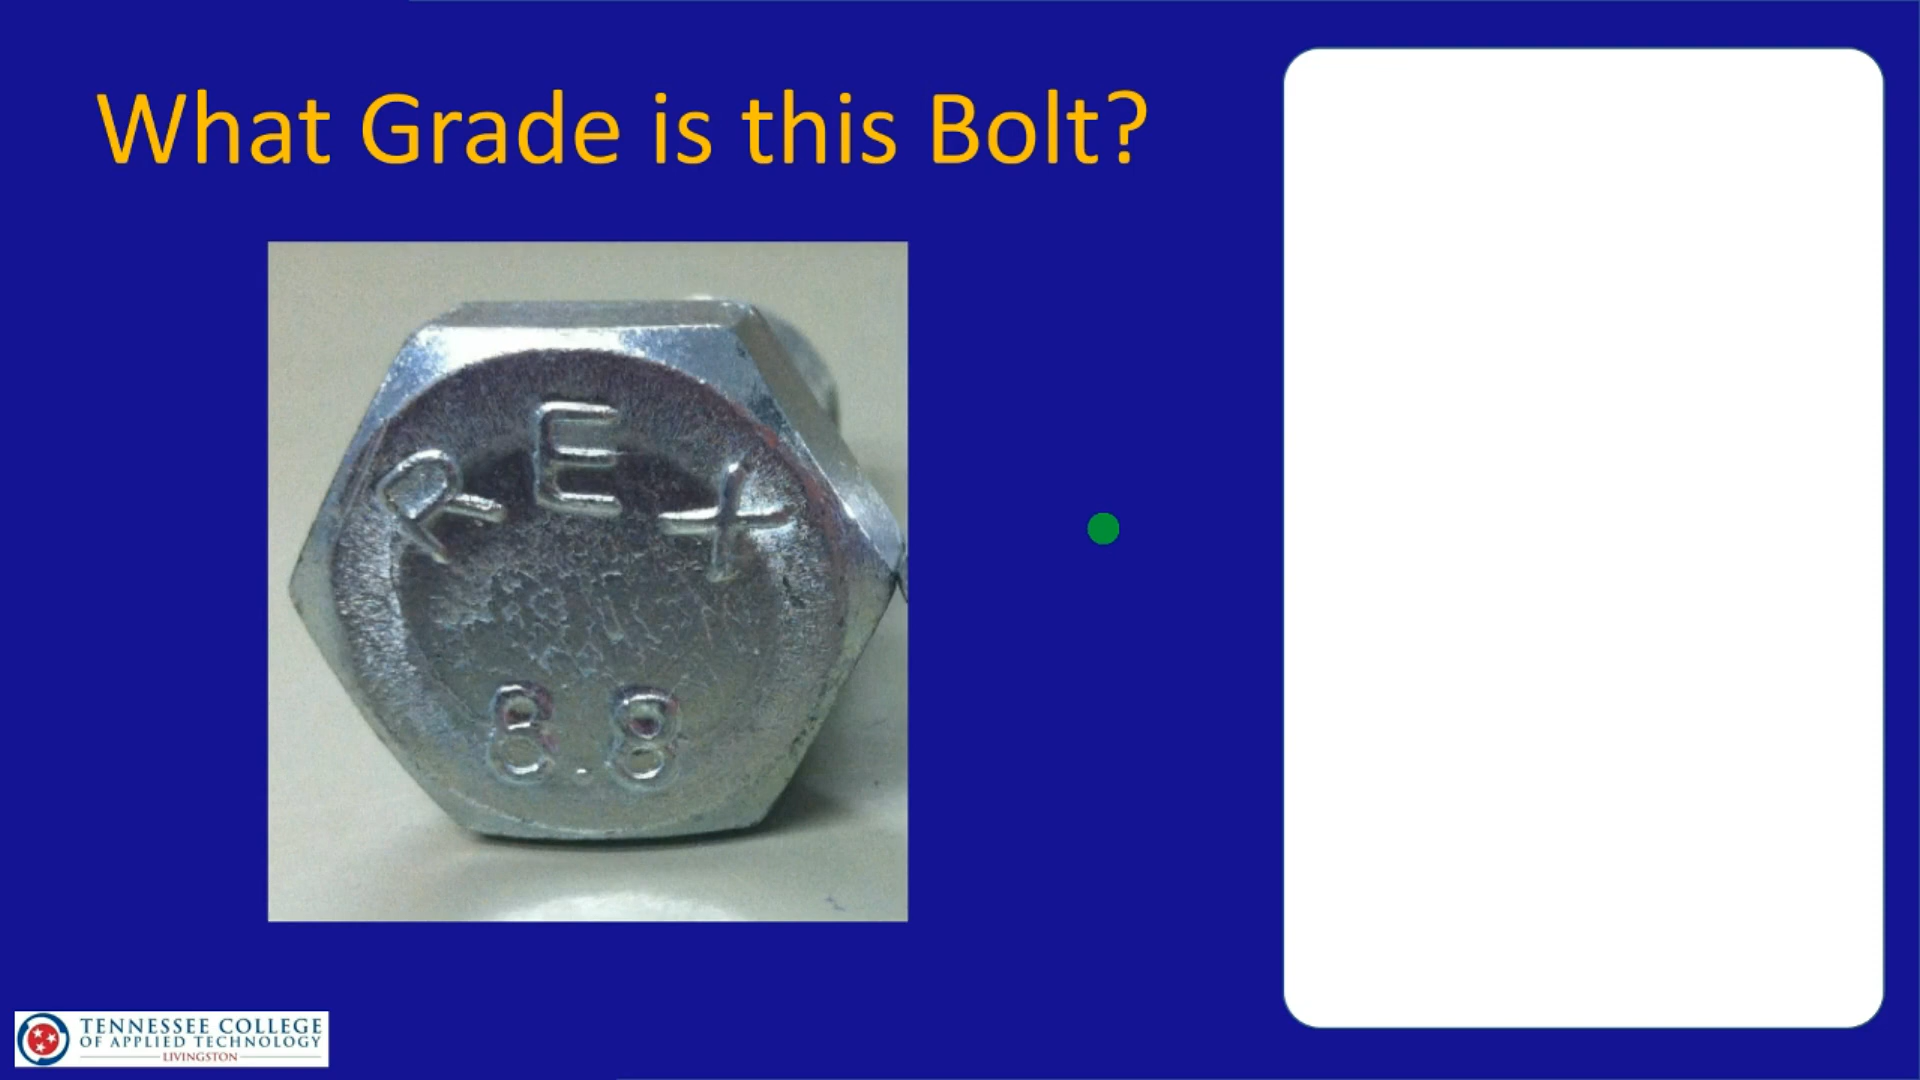 What Grade is this Bolt?
REX
8.8
TENNESSEE COLLEGE
OF APPLIED TECHNOLOGY
LIVINGSTON